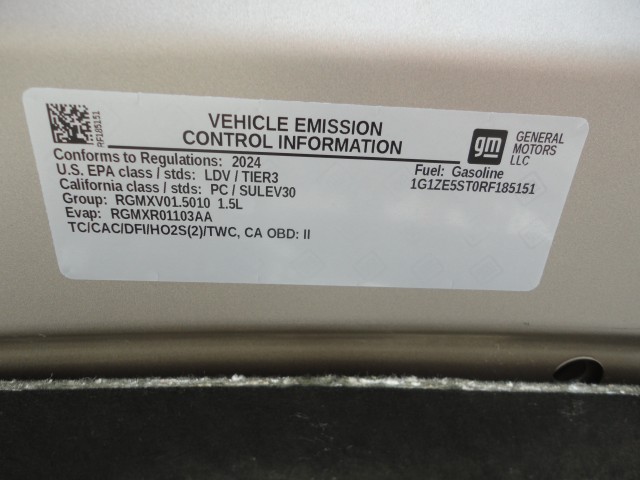 RF185151
VEHICLE EMISSION
CONTROL INFORMATION
gm
GENERAL
MOTORS
LLC
Conforms to Regulations: 2024
U.S. EPA class / stds: LDV / TIER3
California class / stds: PC / SULEV30
Group: RGMXV01.5010 1.5L
Evap: RGMXR01103AA
TC/CAC/DFI/HO2S(2)/TWC, CA OBD: II
Fuel: Gasoline
1G1ZE5ST0RF185151